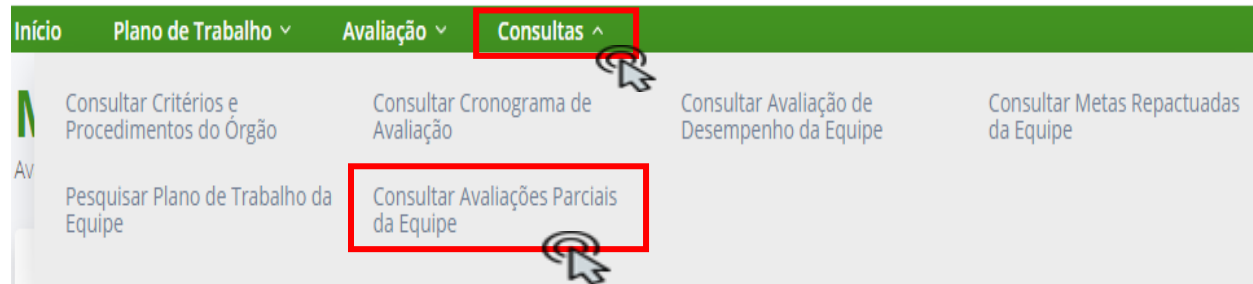 Início Plano de Trabalho Avaliação Consultas
Consultar Critérios e Procedimentos do Órgão
Consultar Cronograma de Avaliação
Consultar Avaliação de Desempenho da Equipe
Consultar Metas Repactuadas da Equipe
Av
Pesquisar Plano de Trabalho da Equipe
Consultar Avaliações Parciais da Equipe